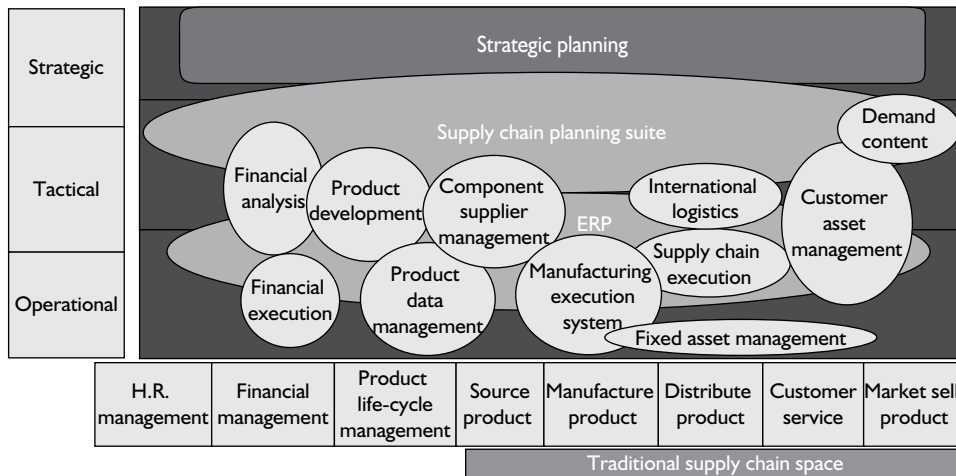 Strategic
Tactical
Operational
Strategic planning
Supply chain planning suite
Demand
content
Financial
analysis
Product
development
Component
supplier
management
International
logistics
Customer
asset
management
ERP
Supply chain
execution
Financial
execution
Product
data
management
Manufacturing
execution
system
Fixed asset management
H.R.
management
Financial
management
Product
life-cycle
management
Source
product
Manufacture
product
Distribute
product
Customer
service
Market sell
product
Traditional supply chain space